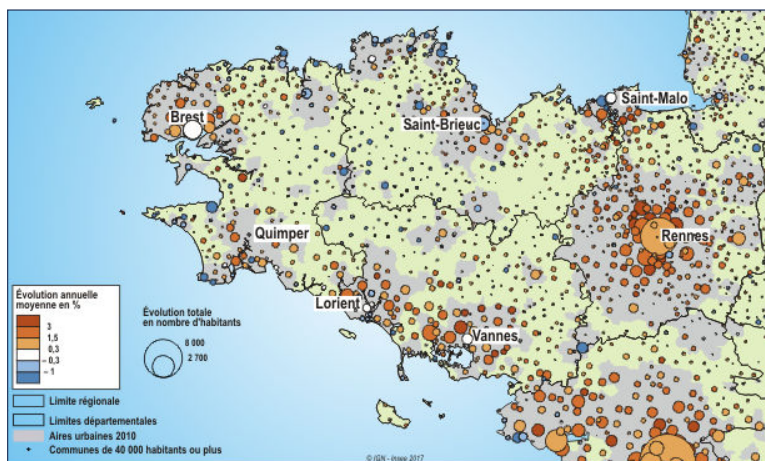 Saint-Malo
Brest
Saint-Brieuc
Quimper
Rennes
Lorient
Vannes
Évolution annuelle
moyenne en %
3
1,5
0,3
– 0,3
– 1
Évolution totale
en nombre d'habitants
8 000
2 700
Limite régionale
Limites départementales
Aires urbaines 2010
Communes de 40 000 habitants ou plus
© IGN - Insee 2017